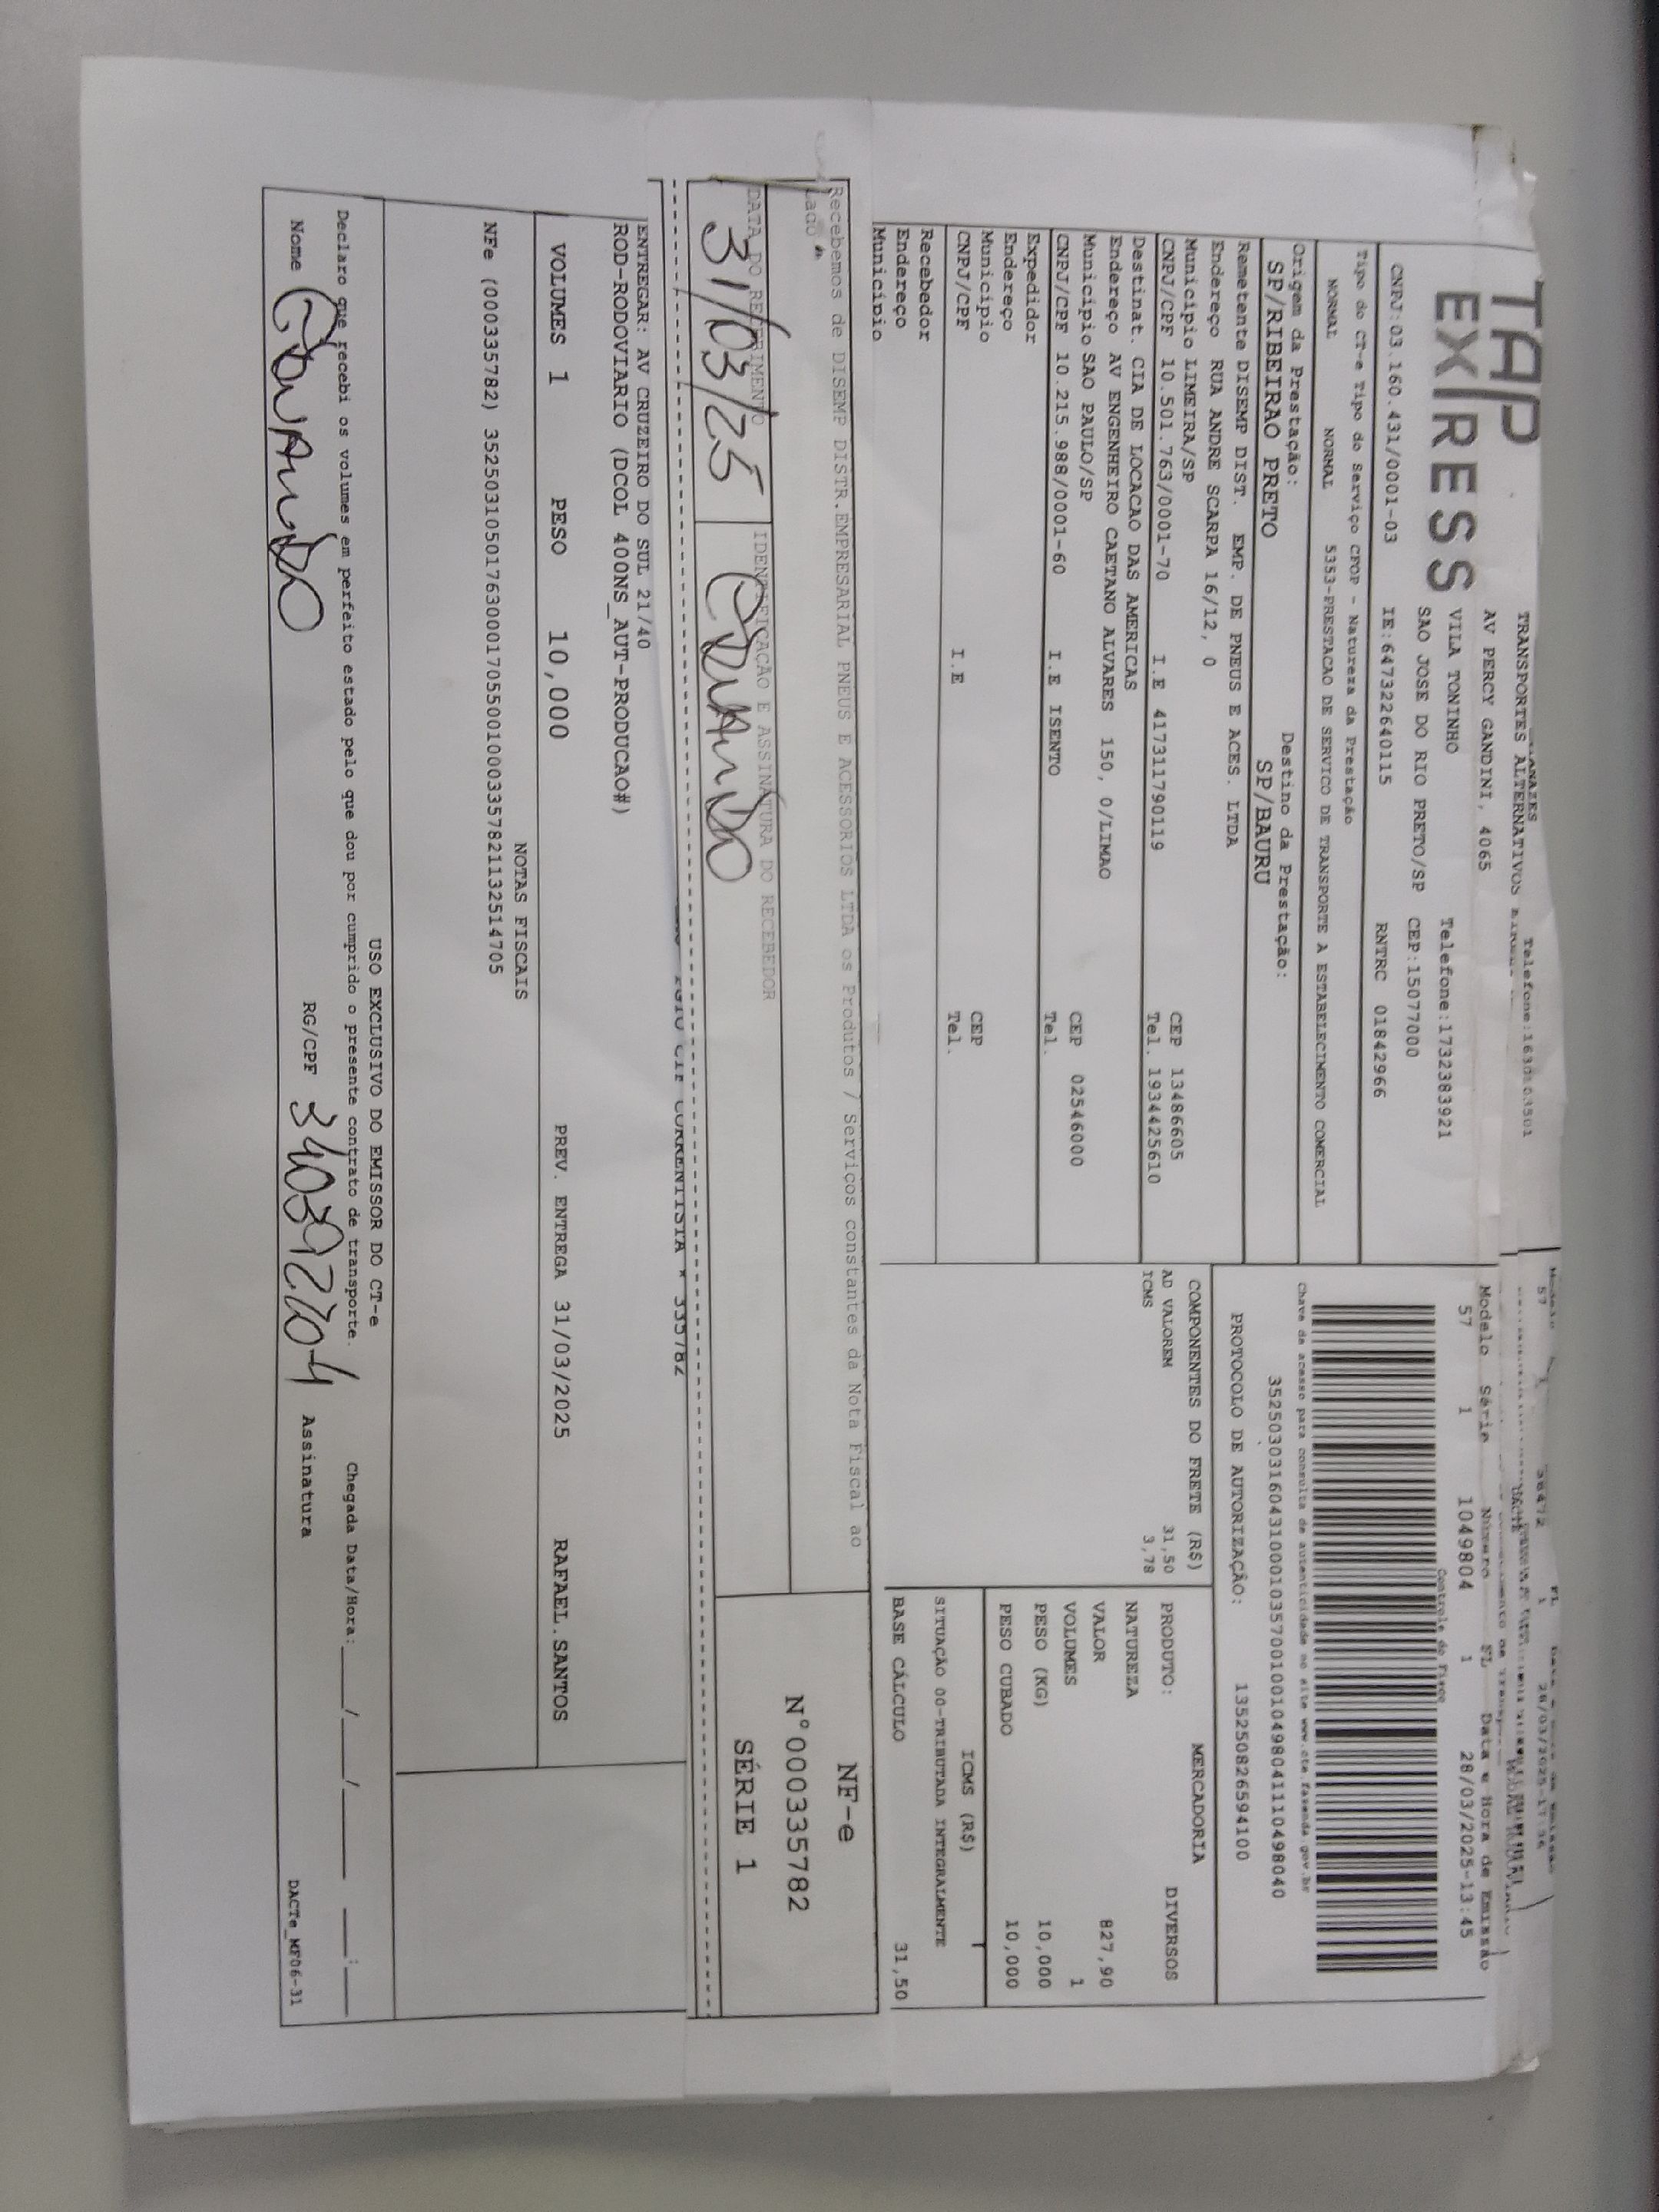 TAP
EXPRESS
TRANSPORTES ALTERNATIVOS
AV PERCY GANDINI, 4065
VILA TONINHO
Telefone:1732383921
SAO JOSE DO RIO PRETO/SP
CEP:15077000
CNPJ:03.160.431/0001-03
IE:647322640115
RNTRC 01842966
Modelo Série Número FL Data e Hora de Emissão
57 1 1049804 1 28/03/2025-13:45
Controle do Fisco
Chave de acesso para consulta de autenticidade no site www.cte.fazenda.gov.br
35250303160431000103570010010498041110498040
PROTOCOLO DE AUTORIZAÇÃO: 135250826594100
Tipo do CT-e Tipo do Serviço CFOP - Natureza da Prestação
NORMAL NORMAL 5353-PRESTACAO DE SERVICO DE TRANSPORTE A ESTABELECIMENTO COMERCIAL
Origem da Prestação: Destino da Prestação:
SP/RIBEIRAO PRETO SP/BAURU
Remetente DISEMP DIST. EMP. DE PNEUS E ACES. LTDA
Endereço RUA ANDRE SCARPA 16/12, 0
Município LIMEIRA/SP CEP 13486605
CNPJ/CPF 10.501.763/0001-70 I.E 417311790119 Tel. 1934425610
Destinat. CIA DE LOCACAO DAS AMERICAS
Endereço AV ENGENHEIRO CAETANO ALVARES 150, 0/LIMAO
Município SAO PAULO/SP CEP 02546000
CNPJ/CPF 10.215.988/0001-60 I.E ISENTO Tel.
Expedidor
Endereço
Município CEP
CNPJ/CPF I.E Tel.
Recebedor
Endereço
Município
COMPONENTES DO FRETE (R$)
AD VALOREM 31,50
ICMS 3,78
MERCADORIA
PRODUTO: DIVERSOS
NATUREZA
VALOR 827,90
VOLUMES 1
PESO (KG) 10,000
PESO CUBADO 10,000
ICMS (R$)
SITUAÇÃO 00-TRIBUTADA INTEGRALMENTE
BASE CÁLCULO 31,50
Recebemos de DISEMP DISTR.EMPRESARIAL PNEUS E ACESSORIOS LTDA os Produtos / Serviços constantes da Nota Fiscal ao
lado
DATA DO RECEBIMENTO
31/03/25
IDENTIFICAÇÃO E ASSINATURA DO RECEBEDOR
NF-e
N°000335782
SÉRIE 1
CORRENTISTA * 335782
ENTREGAR: AV CRUZEIRO DO SUL 21/40
ROD-RODOVIARIO (DCOL 400NS_AUT-PRODUCAO#)
VOLUMES 1 PESO 10,000 PREV. ENTREGA 31/03/2025 RAFAEL.SANTOS
NOTAS FISCAIS
NFe (000335782) 35250310501763000170550010003357821132514705
USO EXCLUSIVO DO EMISSOR DO CT-e
Declaro que recebi os volumes em perfeito estado pelo que dou por cumprido o presente contrato de transporte. Chegada Data/Hora:____/____/____ ___:___
Nome RG/CPF Assinatura
DACTe_MF06-31